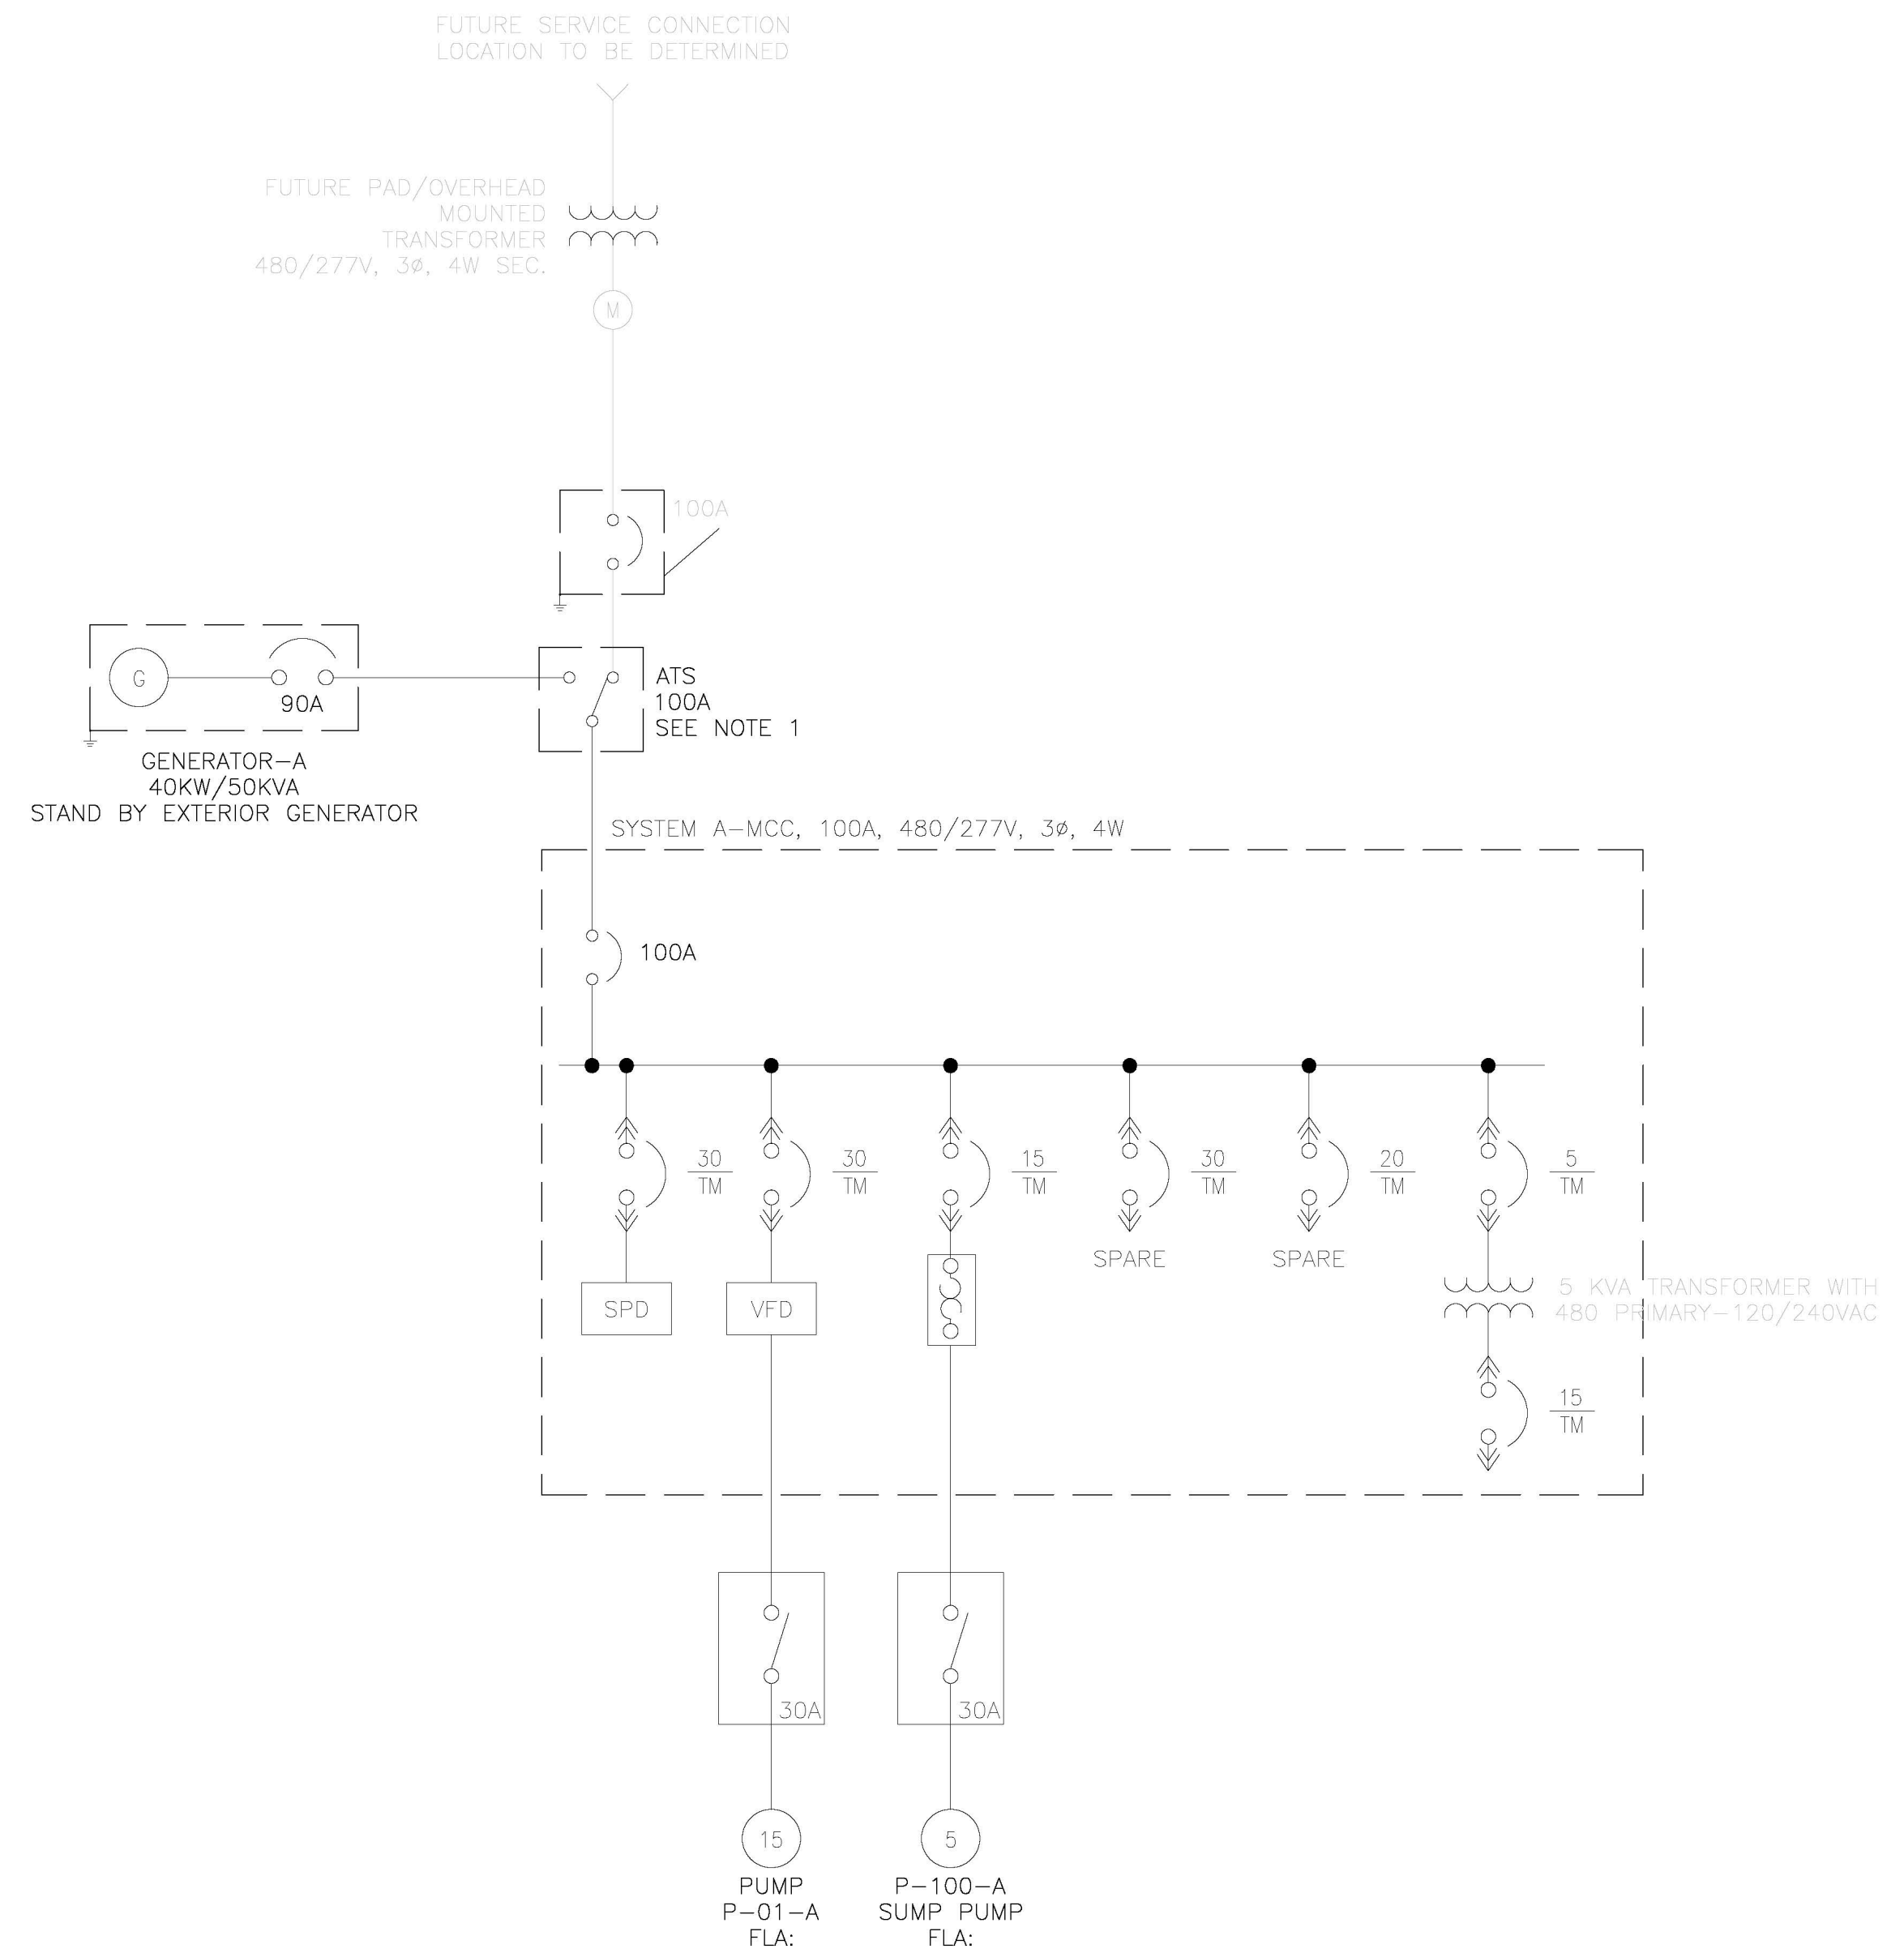 FUTURE SERVICE CONNECTION
LOCATION TO BE DETERMINED
FUTURE PAD/OVERHEAD
MOUNTED
TRANSFORMER
480/277V, 3ø, 4W SEC.
M
100A
G
90A
GENERATOR-A
40KW/50KVA
STAND BY EXTERIOR GENERATOR
ATS
100A
SEE NOTE 1
SYSTEM A-MCC, 100A, 480/277V, 3ø, 4W
100A
30
TM
30
TM
15
TM
30
TM
20
TM
5
TM
SPD
VFD
SPARE
SPARE
5 KVA TRANSFORMER WITH
480 PRIMARY-120/240VAC
15
TM
30A
30A
15
PUMP
P-01-A
FLA:
5
P-100-A
SUMP PUMP
FLA: